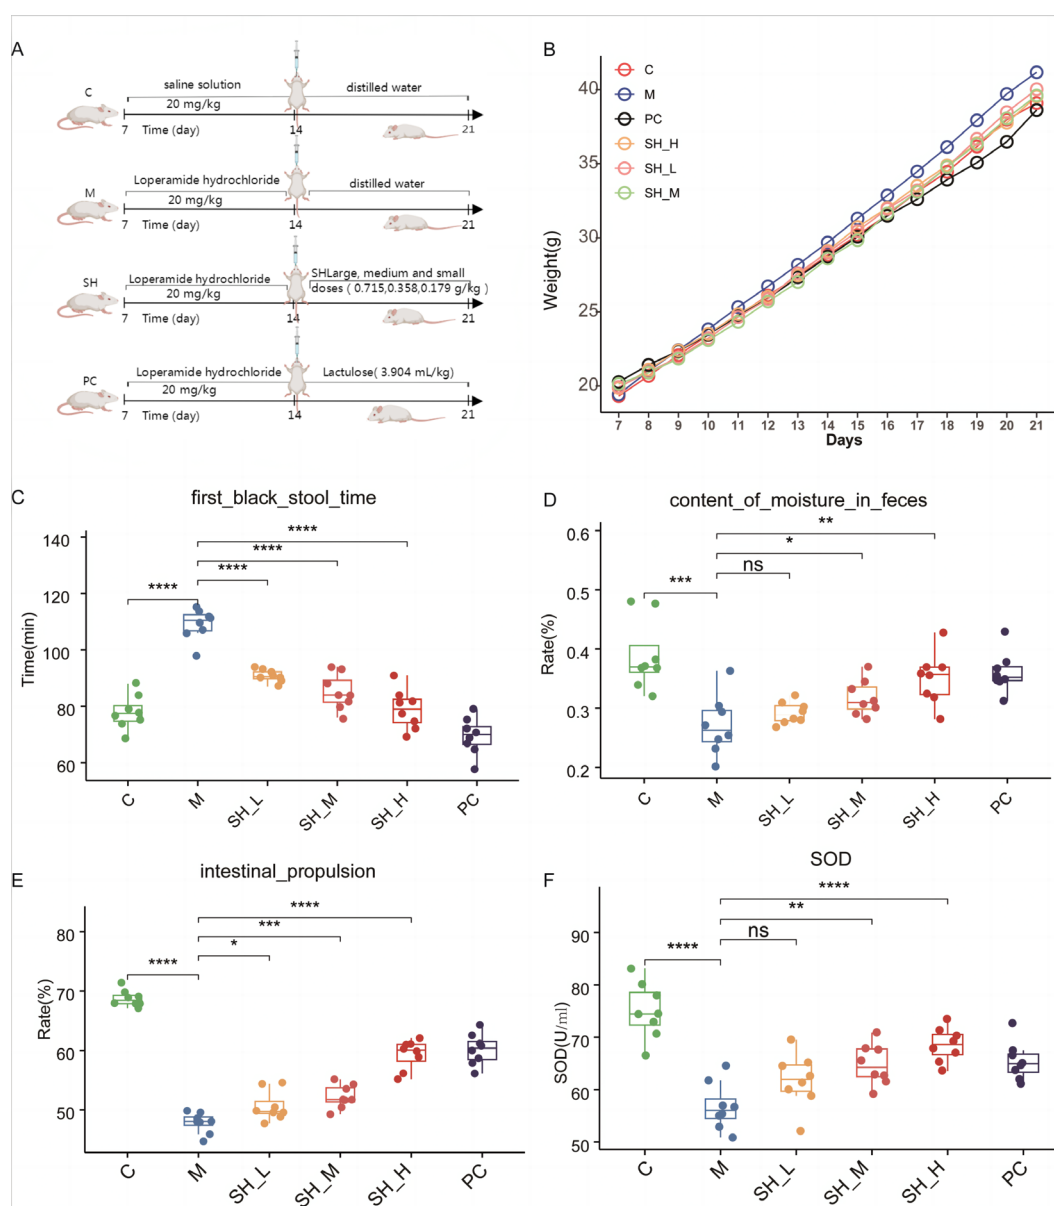 A
C
saline solution
20 mg/kg
distilled water
7 Time (day) 14 21
M
Loperamide hydrochloride
20 mg/kg
distilled water
7 Time (day) 14 21
SH
Loperamide hydrochloride
20 mg/kg
SHLarge, medium and small
doses ( 0.715,0.358,0.179 g/kg )
7 Time (day) 14 21
PC
Loperamide hydrochloride
20 mg/kg
Lactulose( 3.904 mL/kg)
7 Time (day) 14 21
B
C
M
PC
SH_H
SH_L
SH_M
Weight(g)
40
35
30
25
20
7 8 9 10 11 12 13 14 15 16 17 18 19 20 21
Days
C
first_black_stool_time
Time(min)
140
120
100
80
60
****
****
****
****
C M SH_L SH_M SH_H PC
D
content_of_moisture_in_feces
Rate(%)
0.6
0.5
0.4
0.3
0.2
**
*
ns
***
C M SH_L SH_M SH_H PC
E
intestinal_propulsion
Rate(%)
80
70
60
50
****
***
*
****
C M SH_L SH_M SH_H PC
F
SOD
SOD(U/ml)
90
80
70
60
50
****
**
ns
****
C M SH_L SH_M SH_H PC